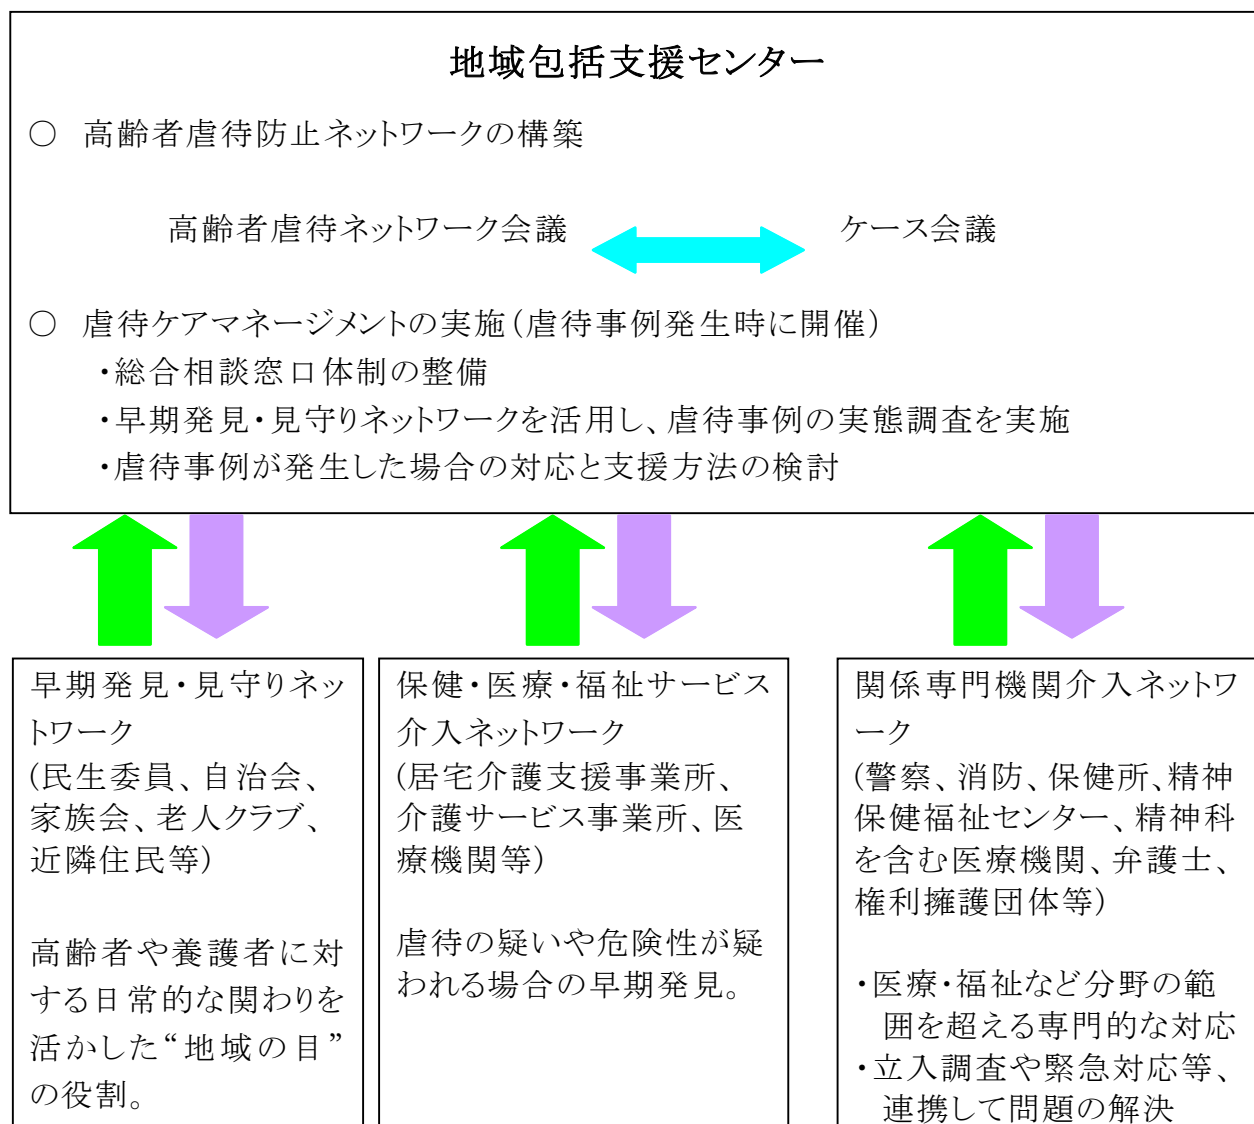 地域包括支援センター
○ 高齢者虐待防止ネットワークの構築
高齢者虐待ネットワーク会議 ケース会議
○ 虐待ケアマネージメントの実施(虐待事例発生時に開催)
・総合相談窓口体制の整備
・早期発見・見守りネットワークを活用し、虐待事例の実態調査を実施
・虐待事例が発生した場合の対応と支援方法の検討
早期発見・見守りネッ
トワーク
(民生委員、自治会、
家族会、老人クラブ、
近隣住民等)
高齢者や養護者に対
する日常的な関わりを
活かした“地域の目”
の役割。
保健・医療・福祉サービス
介入ネットワーク
(居宅介護支援事業所、
介護サービス事業所、医
療機関等)
虐待の疑いや危険性が疑
われる場合の早期発見。
関係専門機関介入ネットワ
ーク
(警察、消防、保健所、精神
保健福祉センター、精神科
を含む医療機関、弁護士、
権利擁護団体等)
・医療・福祉など分野の範
囲を超える専門的な対応
・立入調査や緊急対応等、
連携して問題の解決